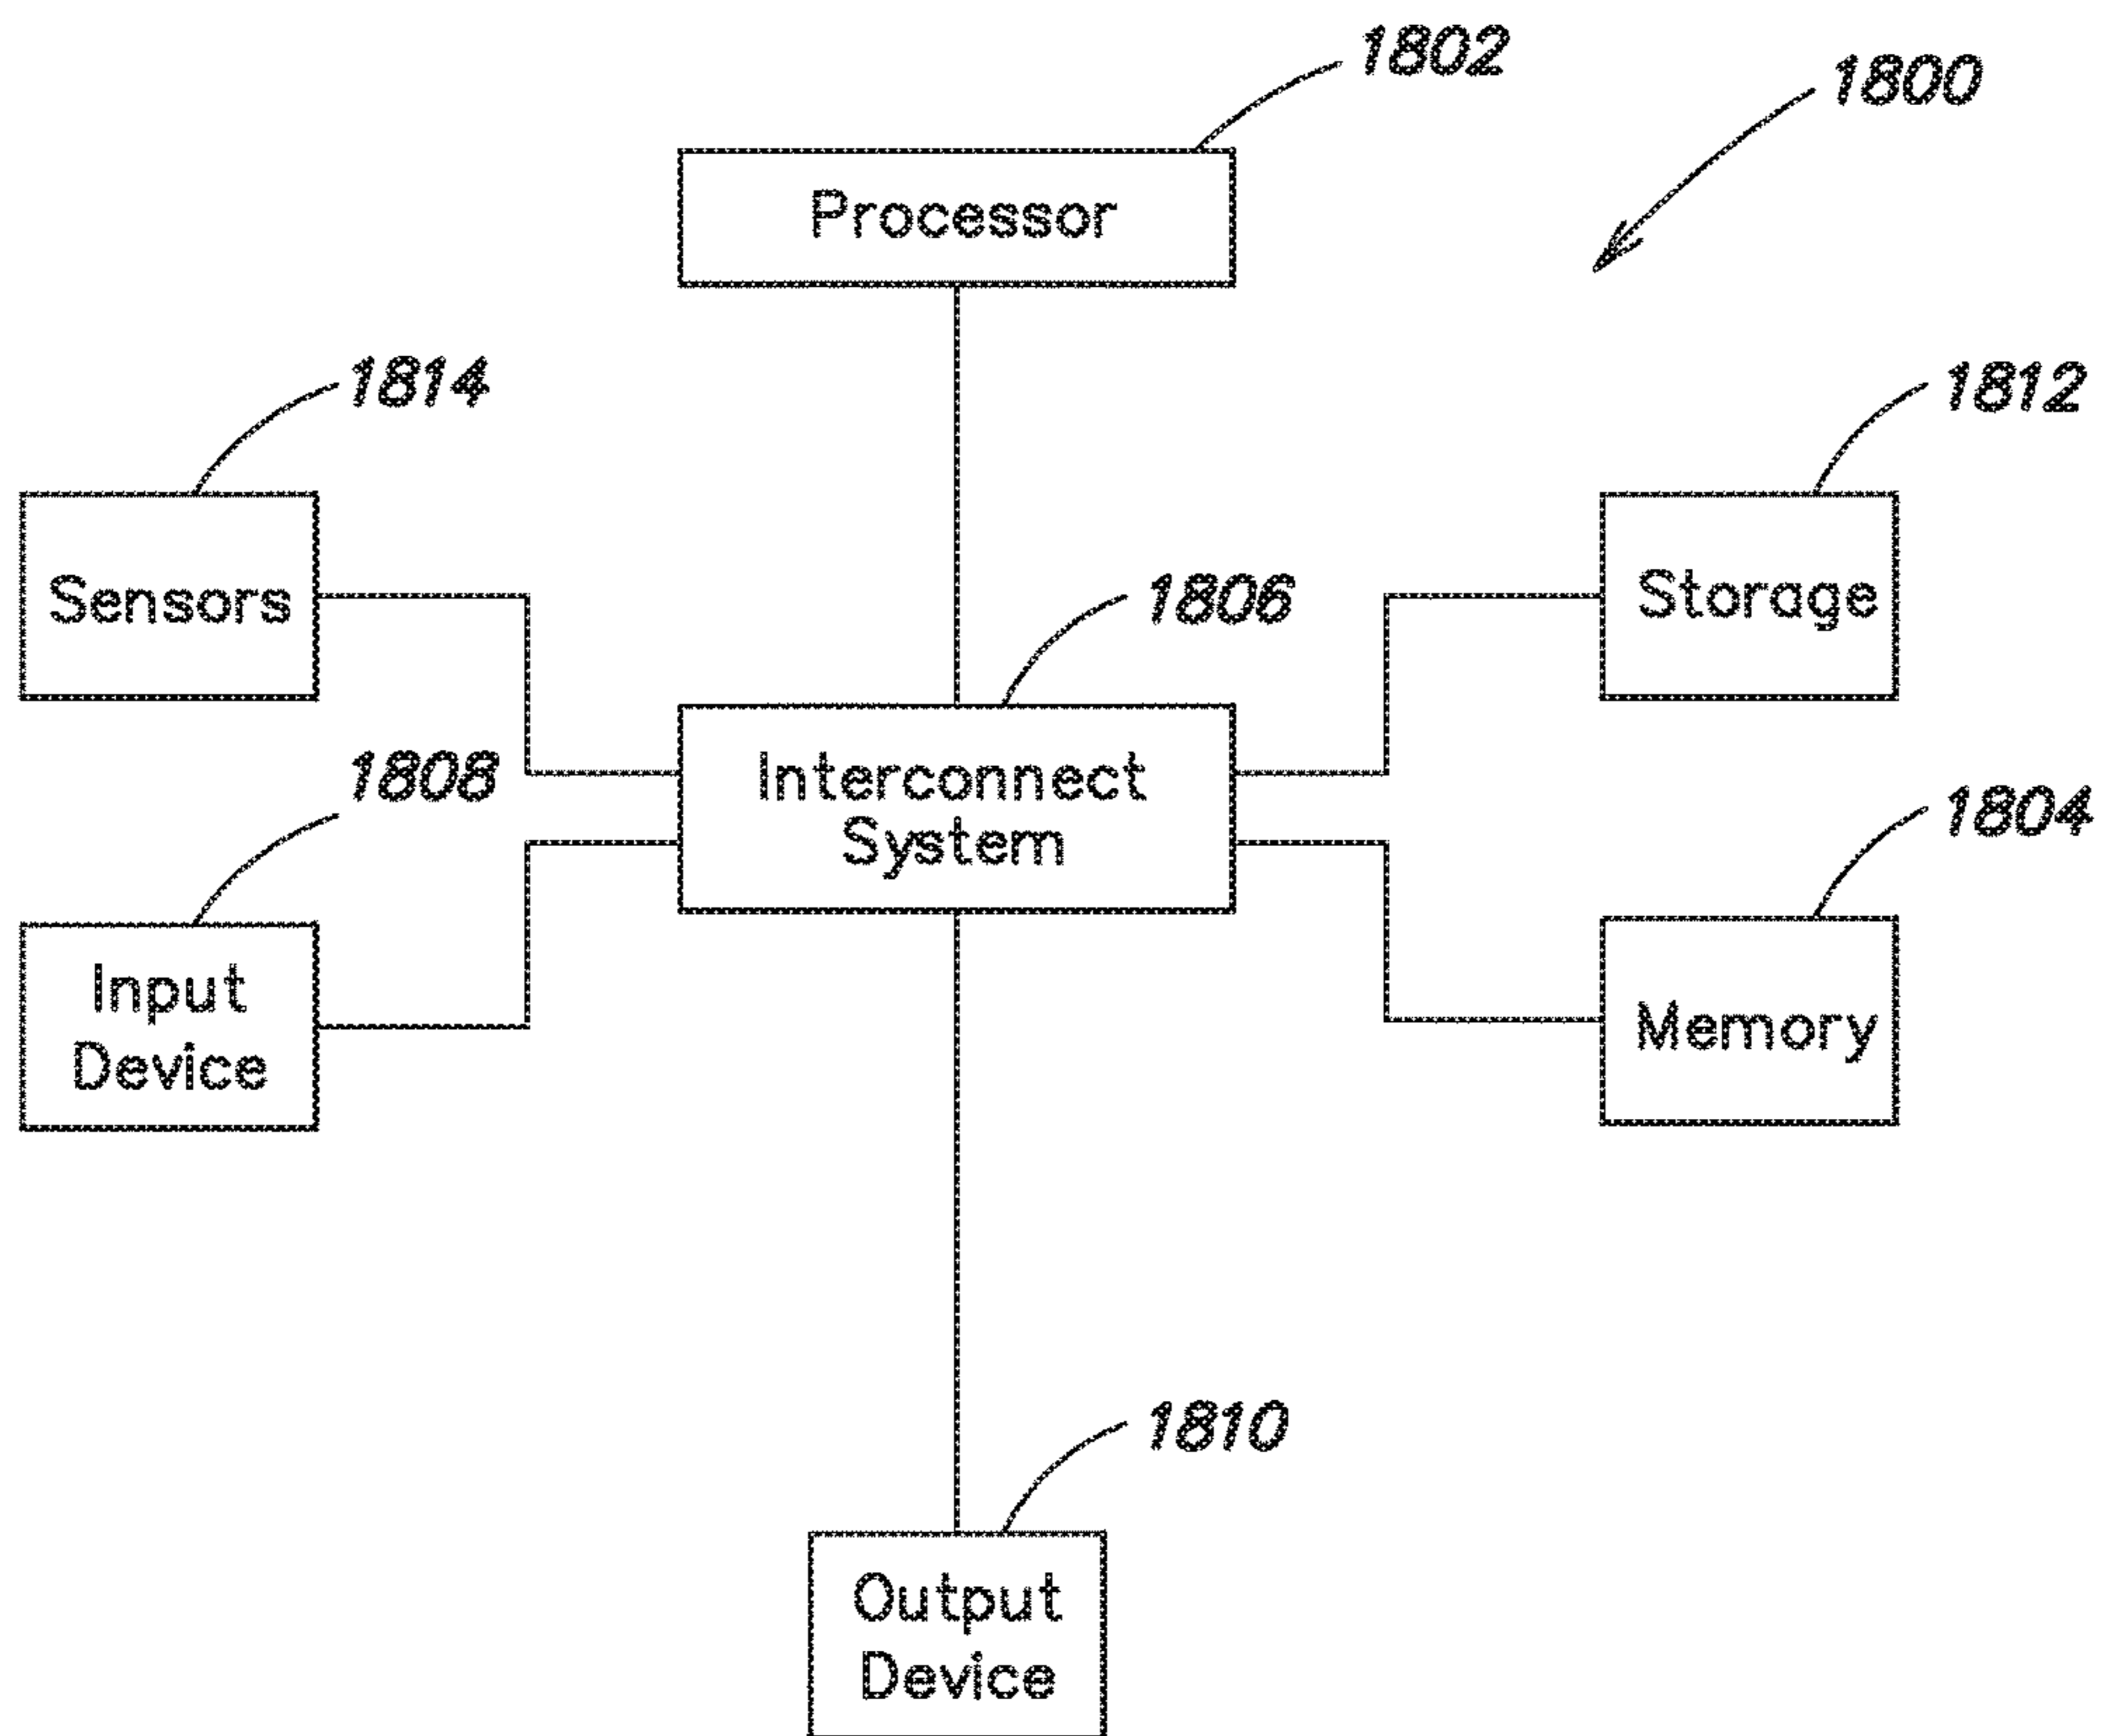 1802
1800
Processor
1814
1812
Sensors
1806
Storage
1808
Interconnect
System
1804
Input
Device
Memory
1810
Output
Device